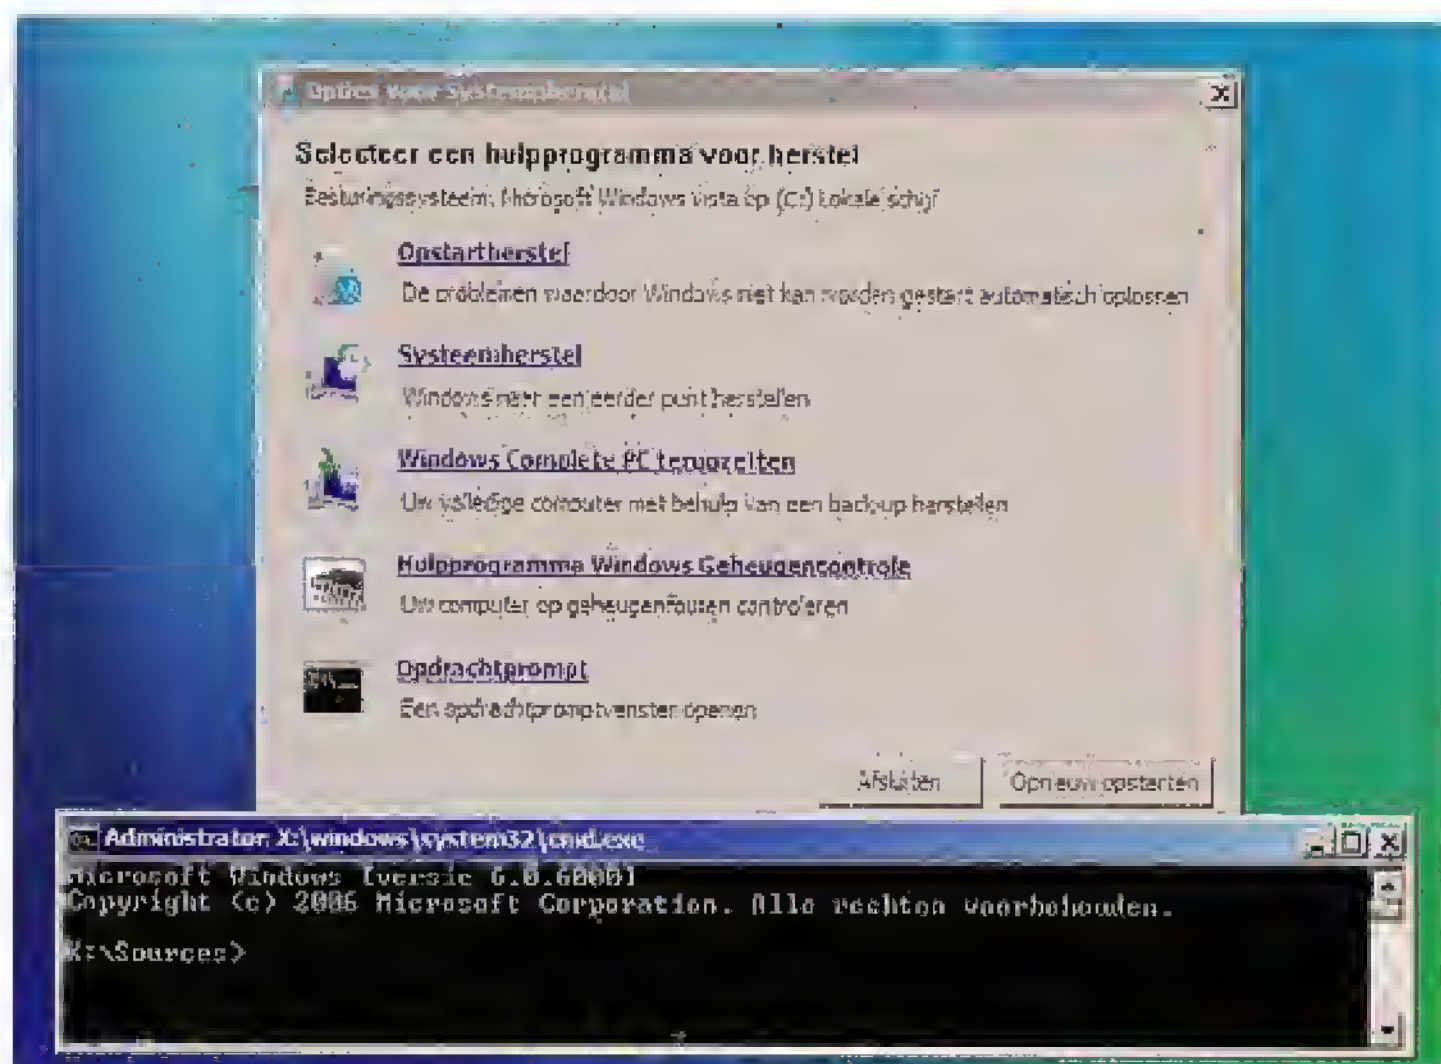 Opties voor Systeemherstel
Selecteer een hulpprogramma voor herstel
Besturingssysteem: Microsoft Windows Vista op (C:) Lokale schijf
Opstartherstel
De problemen waardoor Windows niet kan worden gestart automatisch oplossen
Systeemherstel
Windows naar een eerder punt herstellen
Windows Complete PC terugzetten
Uw volledige computer met behulp van een backup herstellen
Hulpprogramma Windows Geheugencontrole
Uw computer op geheugenfouten controleren
Opdrachtprompt
Een opdrachtpromptvenster openen
Afsluiten
Opnieuw opstarten
Administrator: X:\windows\system32\cmd.exe
Microsoft Windows [versie 6.0.6000]
Copyright (c) 2006 Microsoft Corporation. Alle rechten voorbehouden.
X:\Sources>